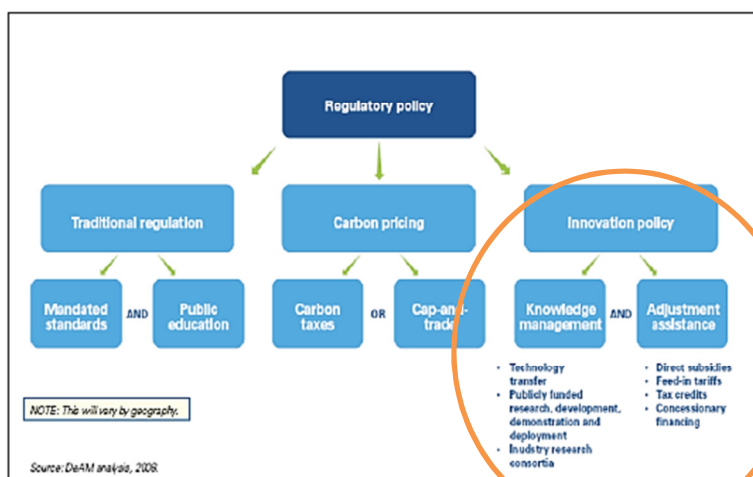 Regulatory policy
Traditional regulation
Carbon pricing
Innovation policy
Mandated
standards
AND
Public
education
Carbon
taxes
OR
Cap-and-
trade
Knowledge
management
AND
Adjustment
assistance
• Technology
transfer
• Publicly funded
research, development,
demonstration and
deployment
• Inudstry research
consortia
• Direct subsidies
• Feed-in tariffs
• Tax credits
• Concessionary
financing
NOTE: This will vary by geography.
Source: DeAM analysis, 2009.